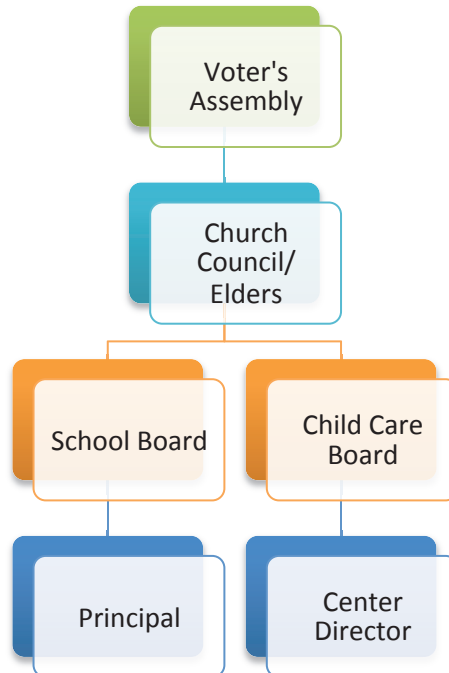 Voter's
Assembly
Church
Council/
Elders
School Board
Child Care
Board
Principal
Center
Director